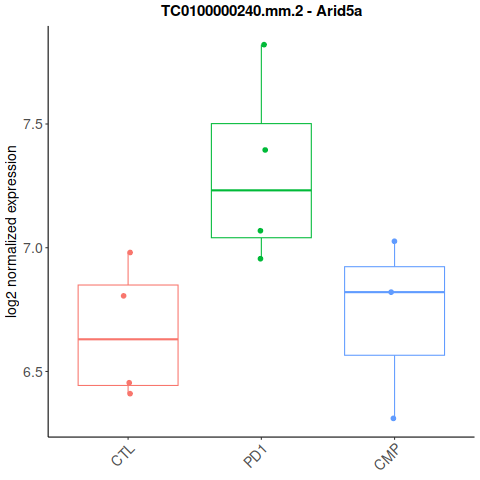 TC0100000240.mm.2 - Arid5a
log2 normalized expression
7.5
7.0
6.5
CTL
PD1
CMP